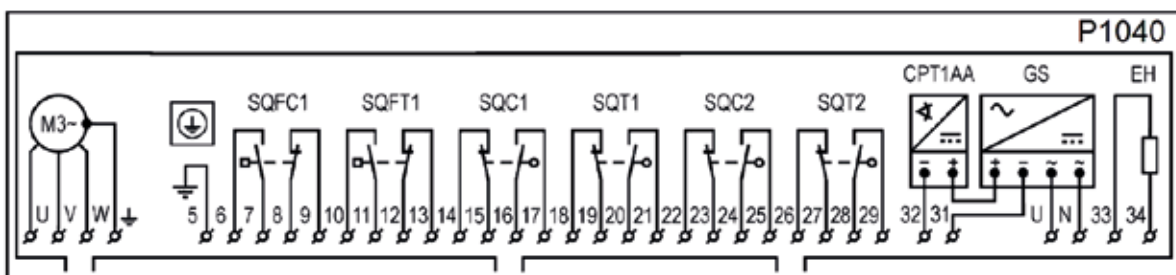 P1040
CPT1AA GS EH
SQFC1 SQFT1 SQC1 SQT1 SQC2 SQT2
M3~
− + + − ~ ~
U V W 5 6 7 8 9 10 11 12 13 14 15 16 17 18 19 20 21 22 23 24 25 26 27 28 29 32 31 U N 33 34